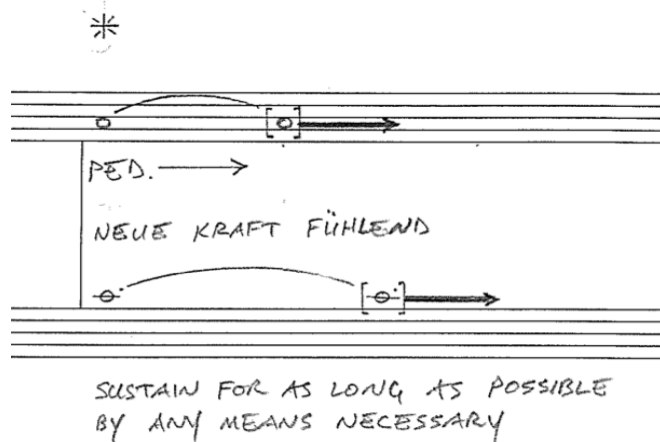 PED.
NEUE KRAFT FÜHLEND
SUSTAIN FOR AS LONG AS POSSIBLE
BY ANY MEANS NECESSARY